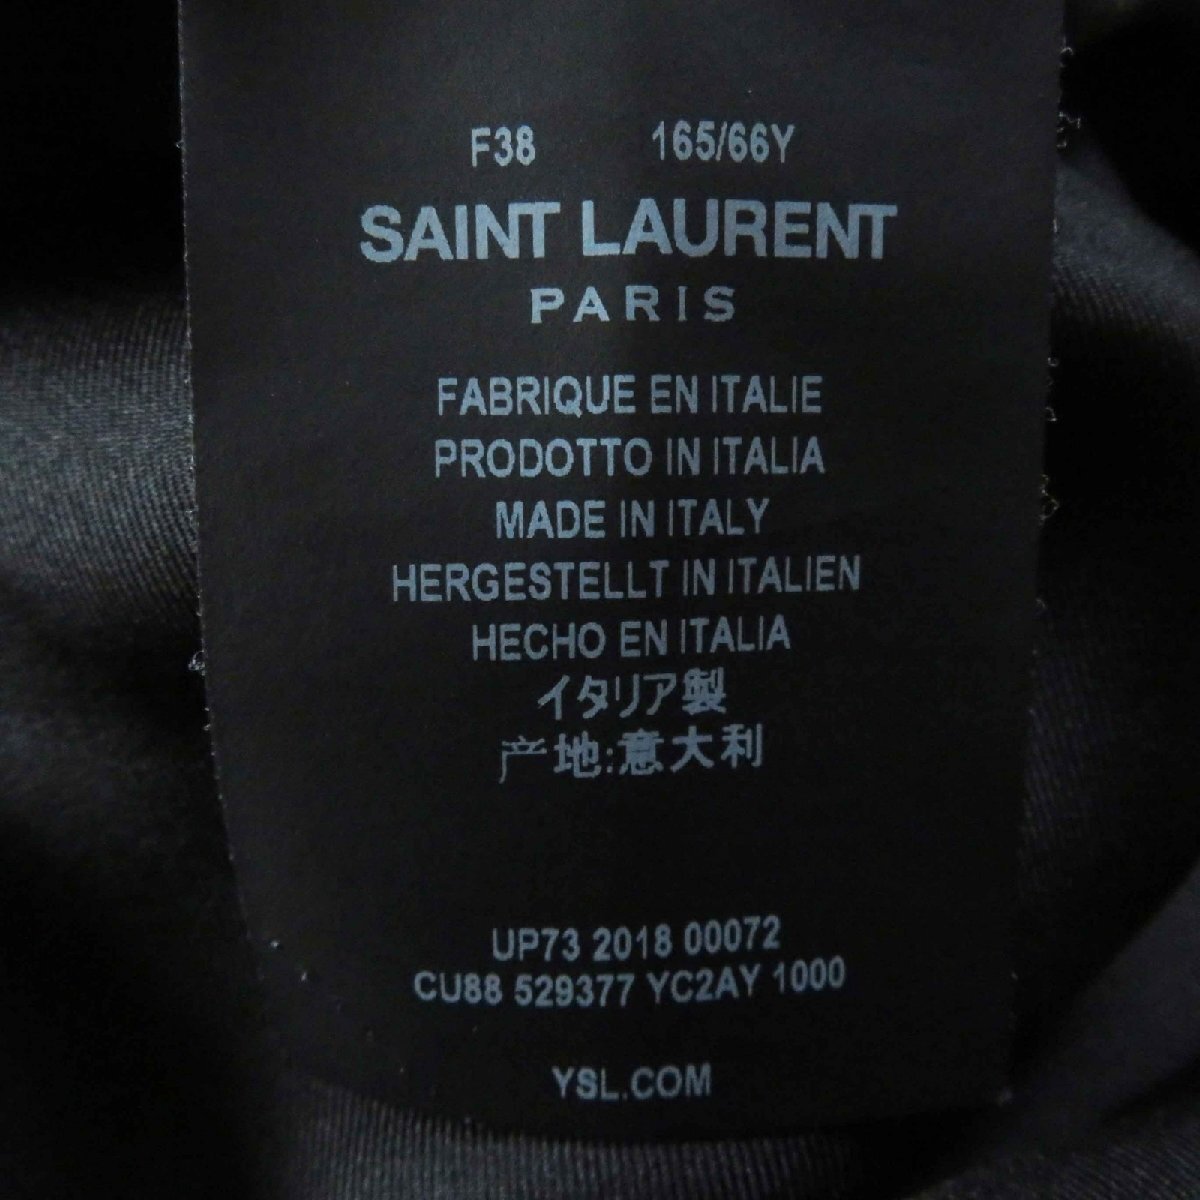 F38 165/66Y
SAINT LAURENT
PARIS
FABRIQUE EN ITALIE
PRODOTTO IN ITALIA
MADE IN ITALY
HERGESTELLT IN ITALIEN
HECHO EN ITALIA
イタリア製
产地:意大利
UP73 2018 00072
CU88 529377 YC2AY 1000
YSL.COM